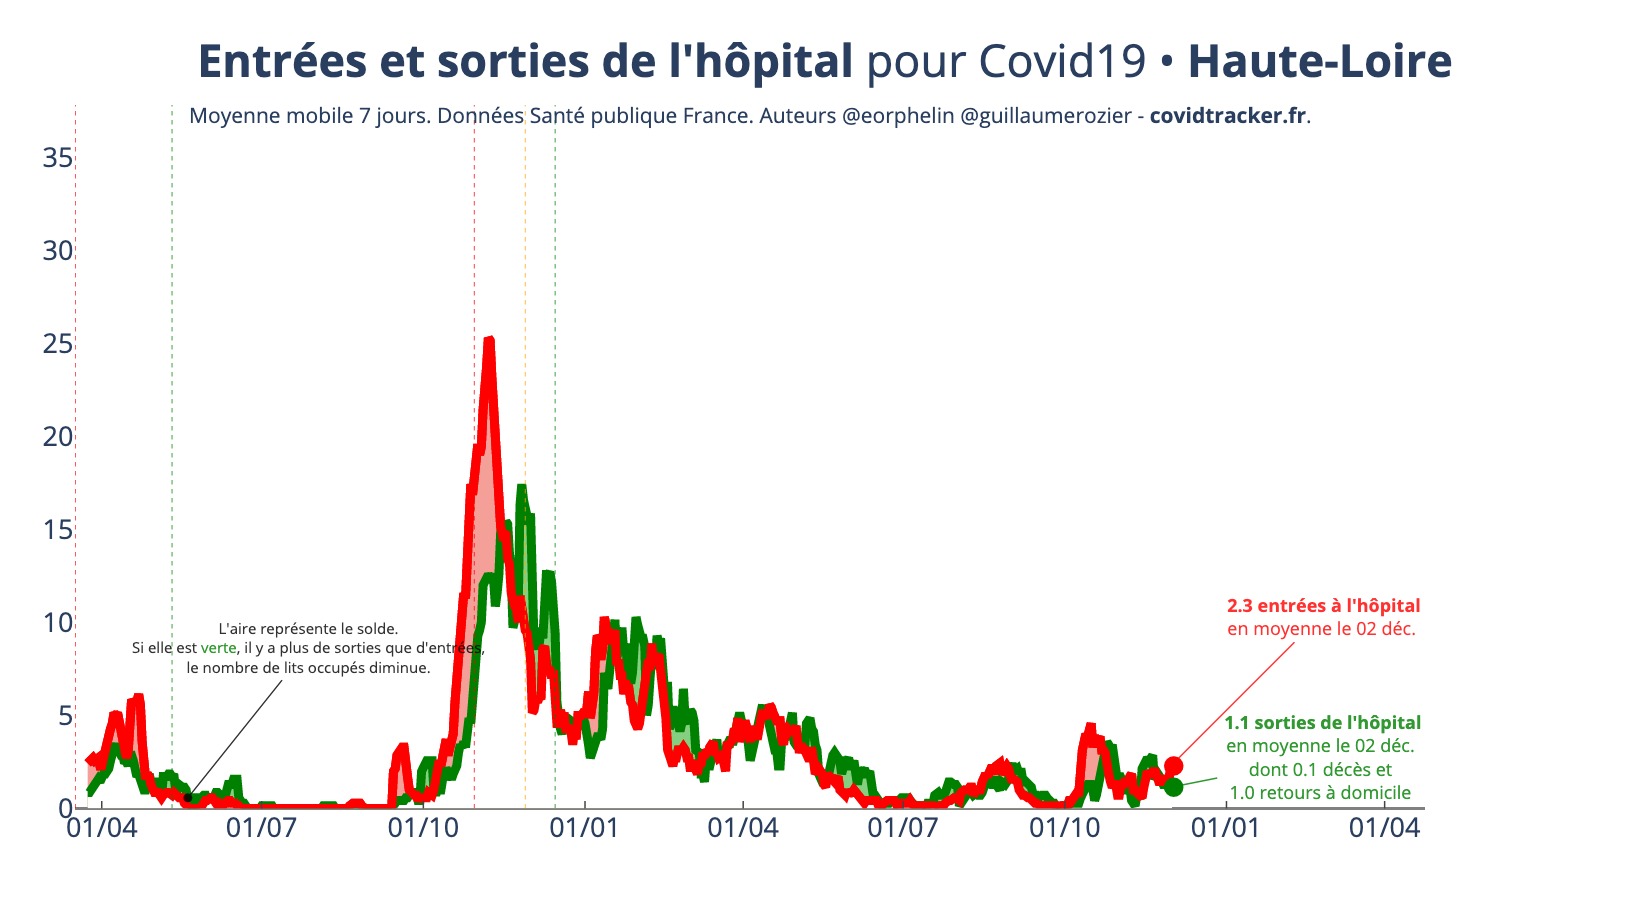 Entrées et sorties de l'hôpital pour Covid19 • Haute-Loire
Moyenne mobile 7 jours. Données Santé publique France. Auteurs @eorphelin @guillaumerozier - covidtracker.fr.
35
30
25
20
15
10
5
0
L'aire représente le solde.
Si elle est verte, il y a plus de sorties que d'entrées,
le nombre de lits occupés diminue.
2.3 entrées à l'hôpital
en moyenne le 02 déc.
1.1 sorties de l'hôpital
en moyenne le 02 déc.
dont 0.1 décès et
1.0 retours à domicile
01/04 01/07 01/10 01/01 01/04 01/07 01/10 01/01 01/04